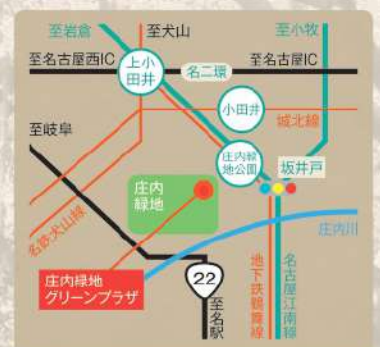 至岩倉
至犬山
至小牧
至名古屋西IC
上小
田井
名二環
至名古屋IC
小田井
城北線
至岐阜
庄内緑
地公園
坂井戸
庄内
緑地
名鉄犬山線
庄内川
庄内緑地
グリーンプラザ
22
至名駅
地下鉄鶴舞線
名古屋江南線